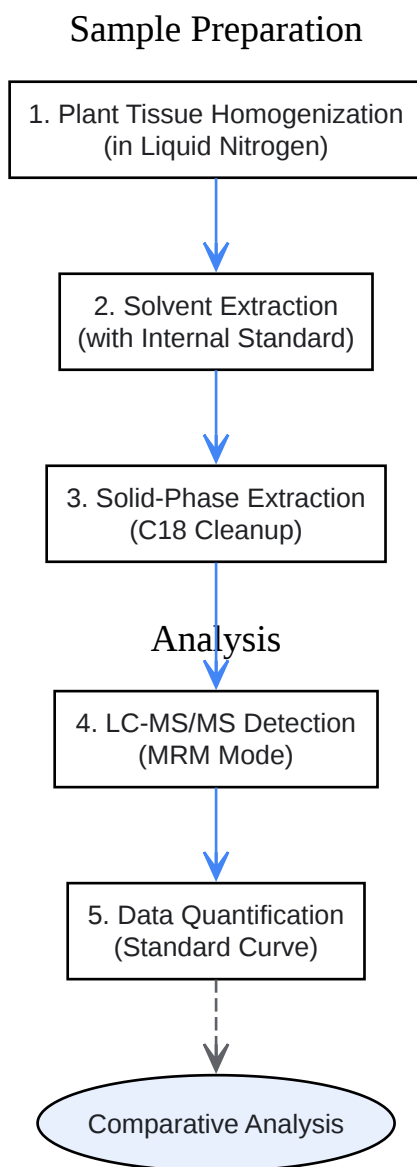 Sample Preparation
1. Plant Tissue Homogenization
(in Liquid Nitrogen)
2. Solvent Extraction
(with Internal Standard)
3. Solid-Phase Extraction
(C18 Cleanup)
Analysis
4. LC-MS/MS Detection
(MRM Mode)
5. Data Quantification
(Standard Curve)
Comparative Analysis